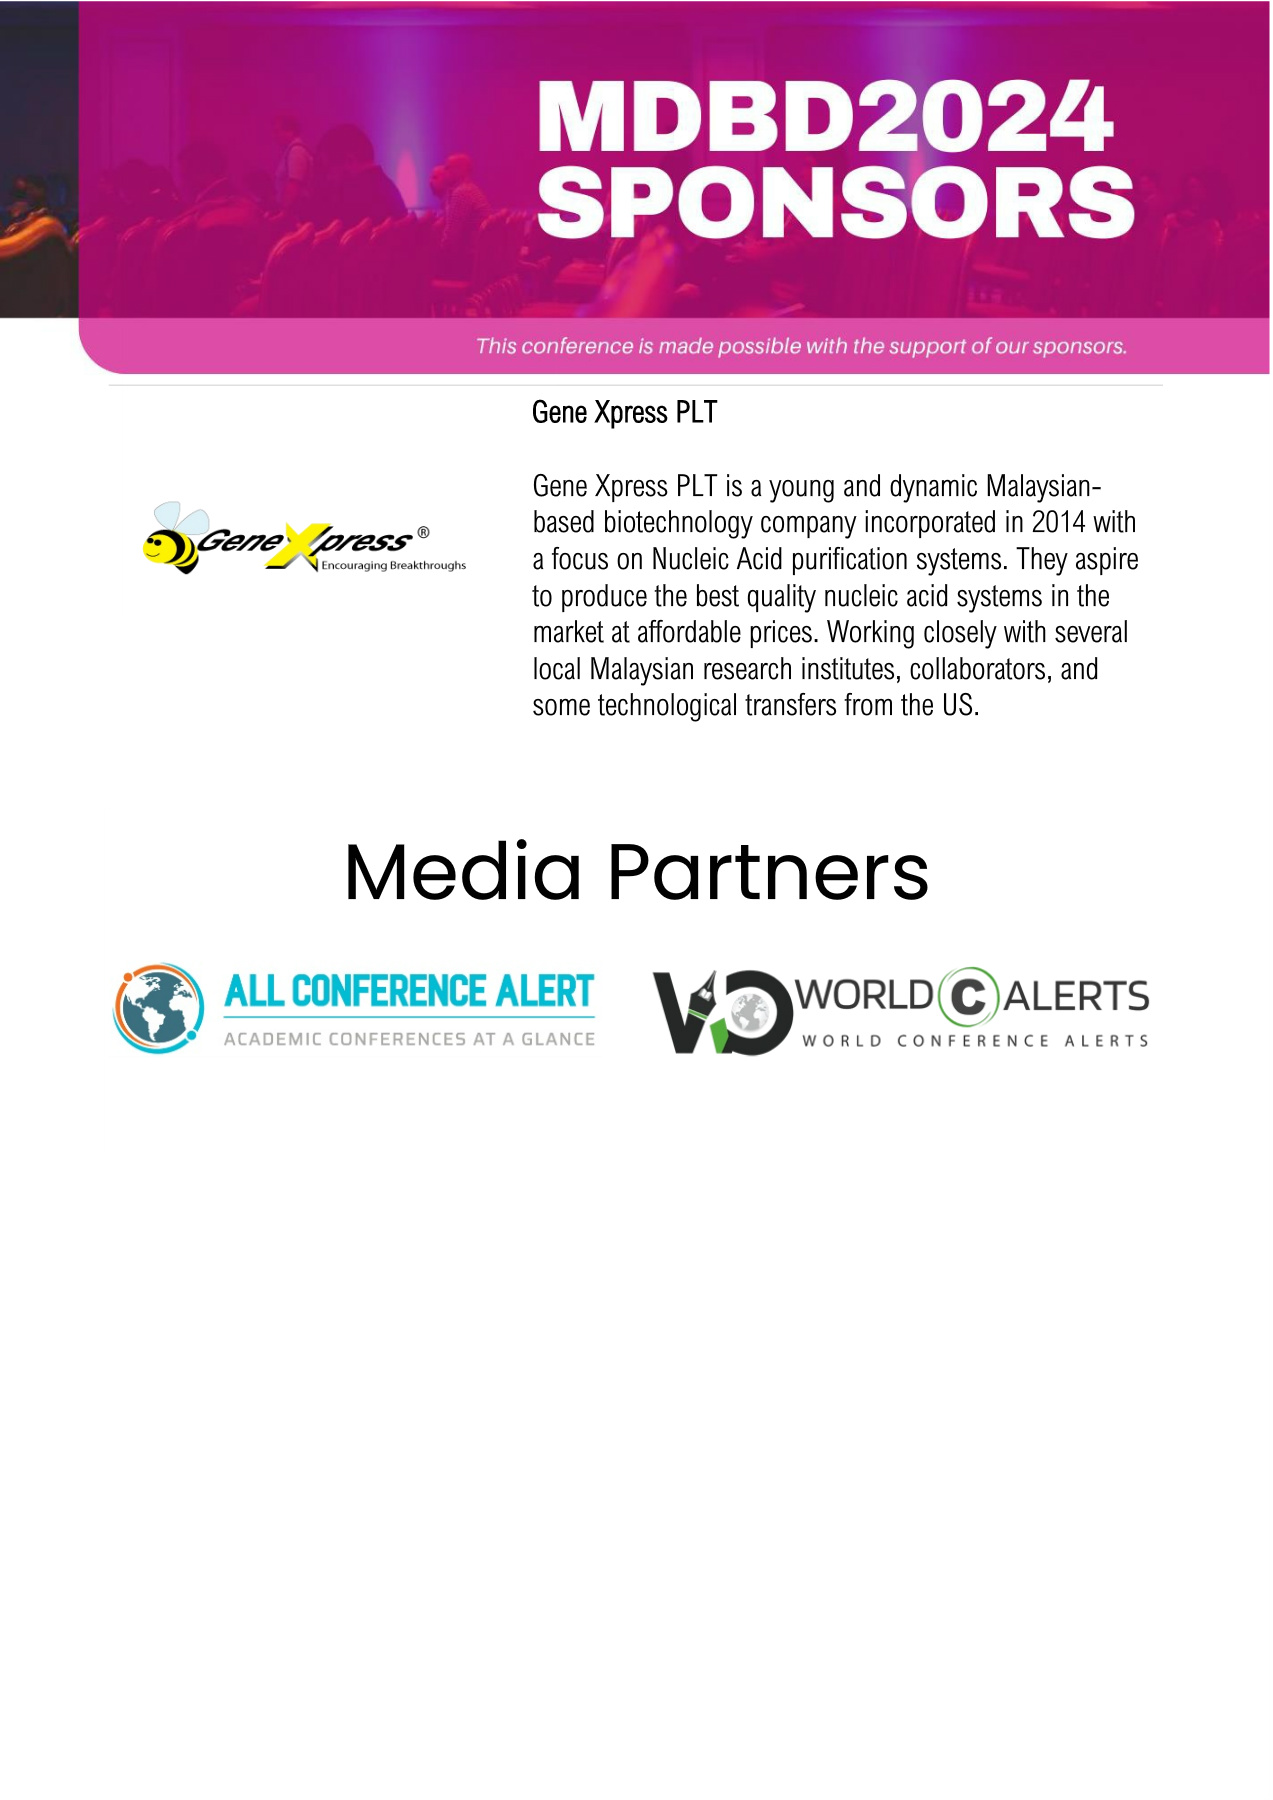 MDBD2024
SPONSORS
This conference is made possible with the support of our sponsors.
Gene Xpress PLT
GeneXpress®
Encouraging Breakthroughs
Gene Xpress PLT is a young and dynamic Malaysian-
based biotechnology company incorporated in 2014 with
a focus on Nucleic Acid purification systems. They aspire
to produce the best quality nucleic acid systems in the
market at affordable prices. Working closely with several
local Malaysian research institutes, collaborators, and
some technological transfers from the US.
Media Partners
ALL CONFERENCE ALERT
ACADEMIC CONFERENCES AT A GLANCE
WORLD C ALERTS
WORLD CONFERENCE ALERTS